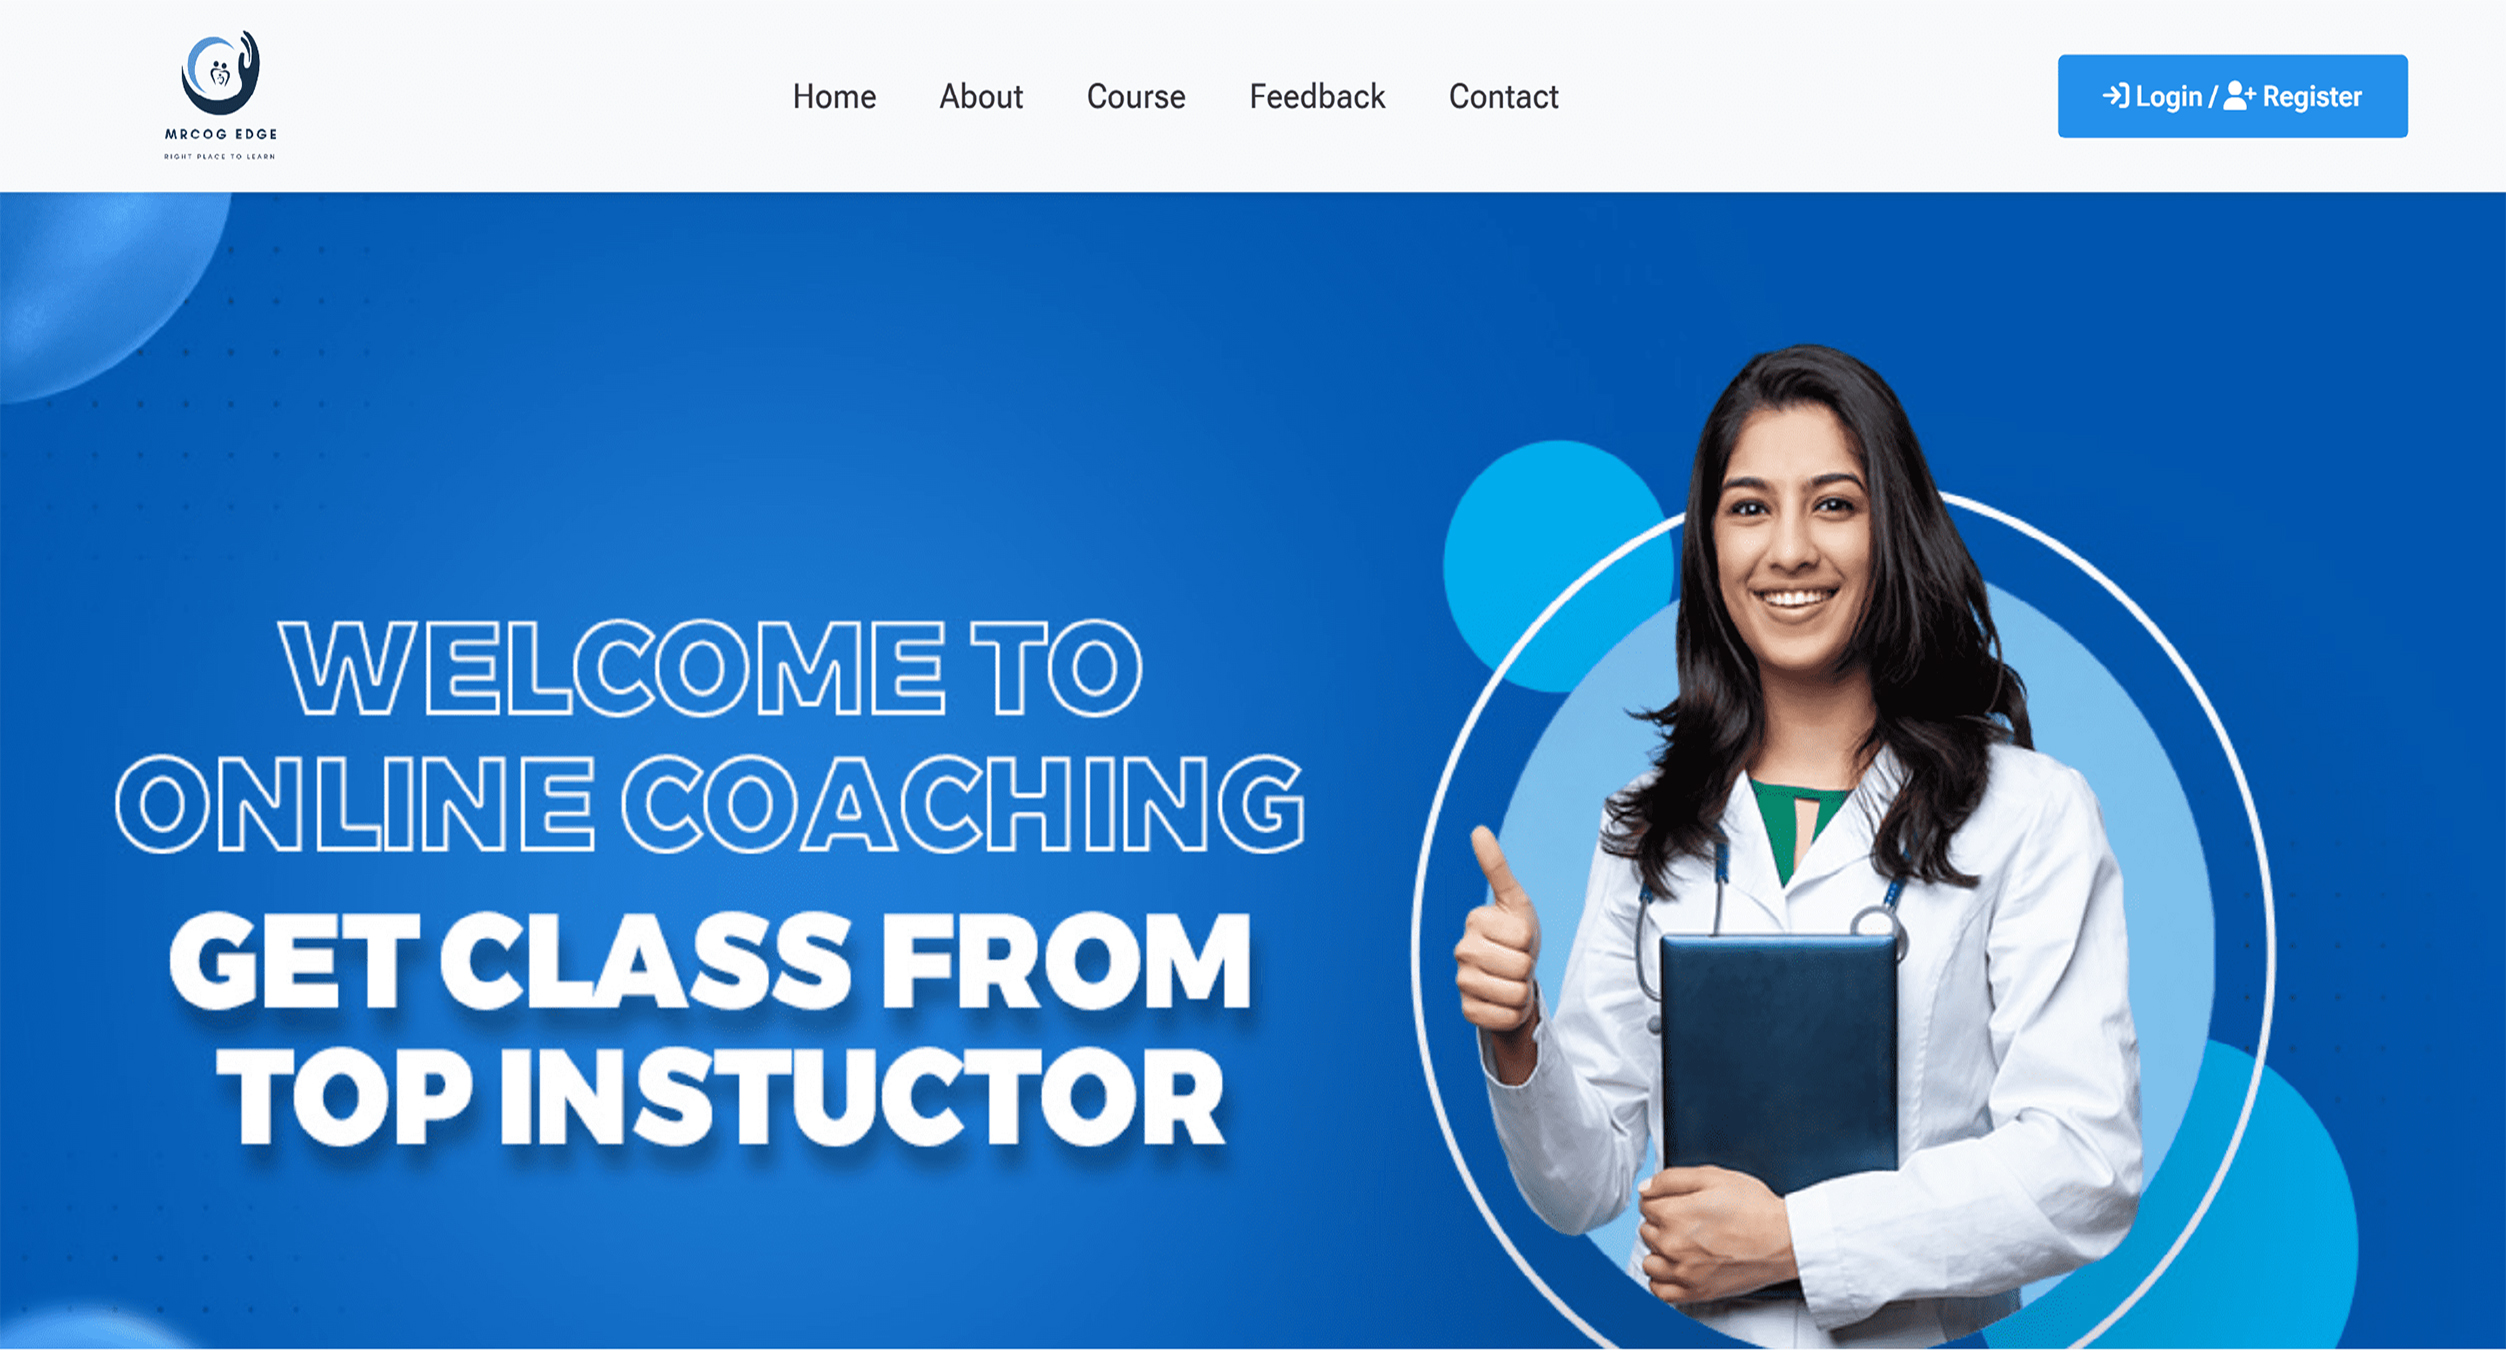 MRCOG EDGE
RIGHT PLACE TO LEARN
Home About Course Feedback Contact
Login / Register
WELCOME TO
ONLINE COACHING
GET CLASS FROM
TOP INSTUCTOR